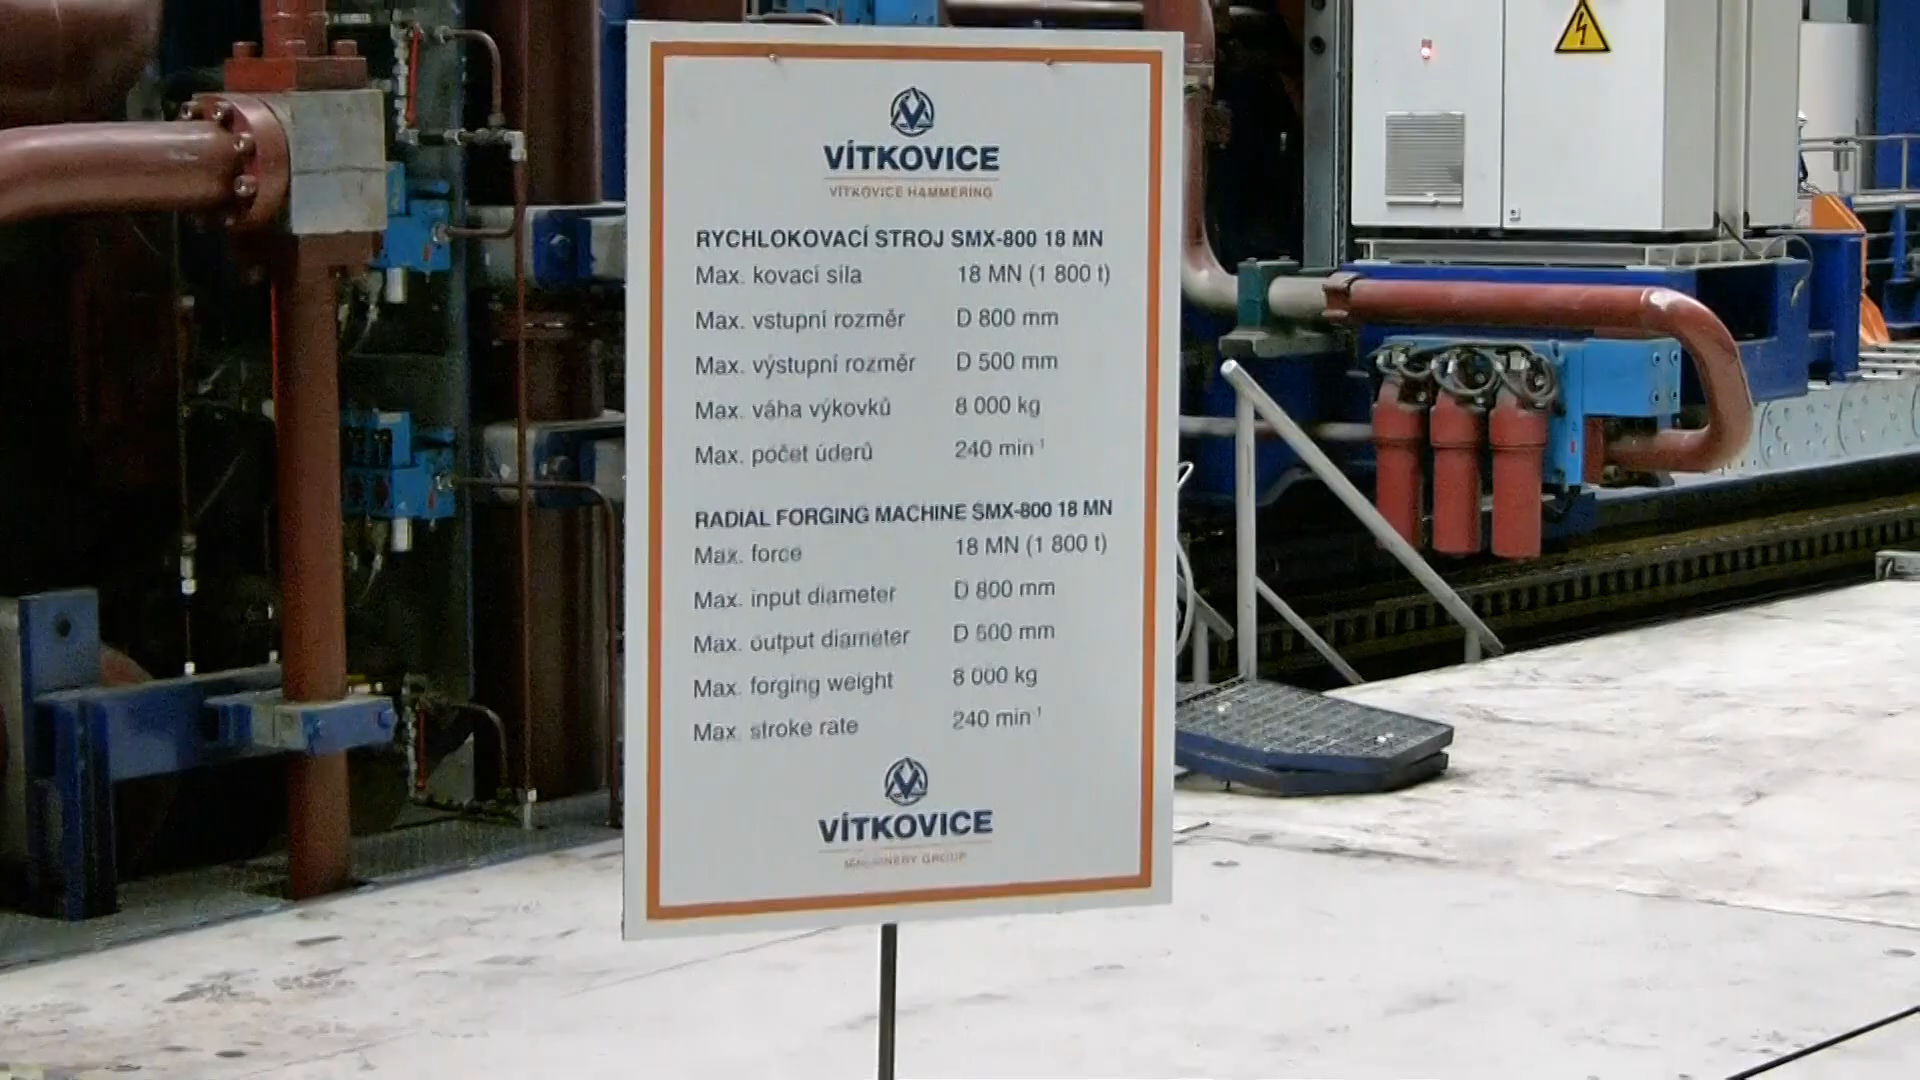 VÍTKOVICE
VÍTKOVICE HAMMERING
RYCHLOKOVACÍ STROJ SMX-800 18 MN
Max. kovací síla 18 MN (1 800 t)
Max. vstupní rozměr D 800 mm
Max. výstupní rozměr D 500 mm
Max. váha výkovků 8 000 kg
Max. počet úderů 240 min⁻¹
RADIAL FORGING MACHINE SMX-800 18 MN
Max. force 18 MN (1 800 t)
Max. input diameter D 800 mm
Max. output diameter D 500 mm
Max. forging weight 8 000 kg
Max. stroke rate 240 min⁻¹
VÍTKOVICE
MACHINERY GROUP